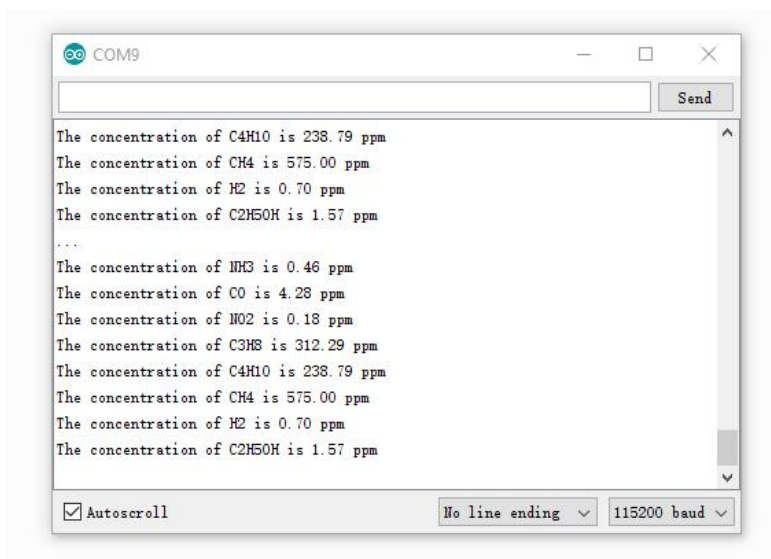 COM9
Send
The concentration of C4H10 is 238.79 ppm
The concentration of CH4 is 575.00 ppm
The concentration of H2 is 0.70 ppm
The concentration of C2H5OH is 1.57 ppm
...
The concentration of NH3 is 0.46 ppm
The concentration of CO is 4.28 ppm
The concentration of NO2 is 0.18 ppm
The concentration of C3H8 is 312.29 ppm
The concentration of C4H10 is 238.79 ppm
The concentration of CH4 is 575.00 ppm
The concentration of H2 is 0.70 ppm
The concentration of C2H5OH is 1.57 ppm
Autoscroll No line ending 115200 baud